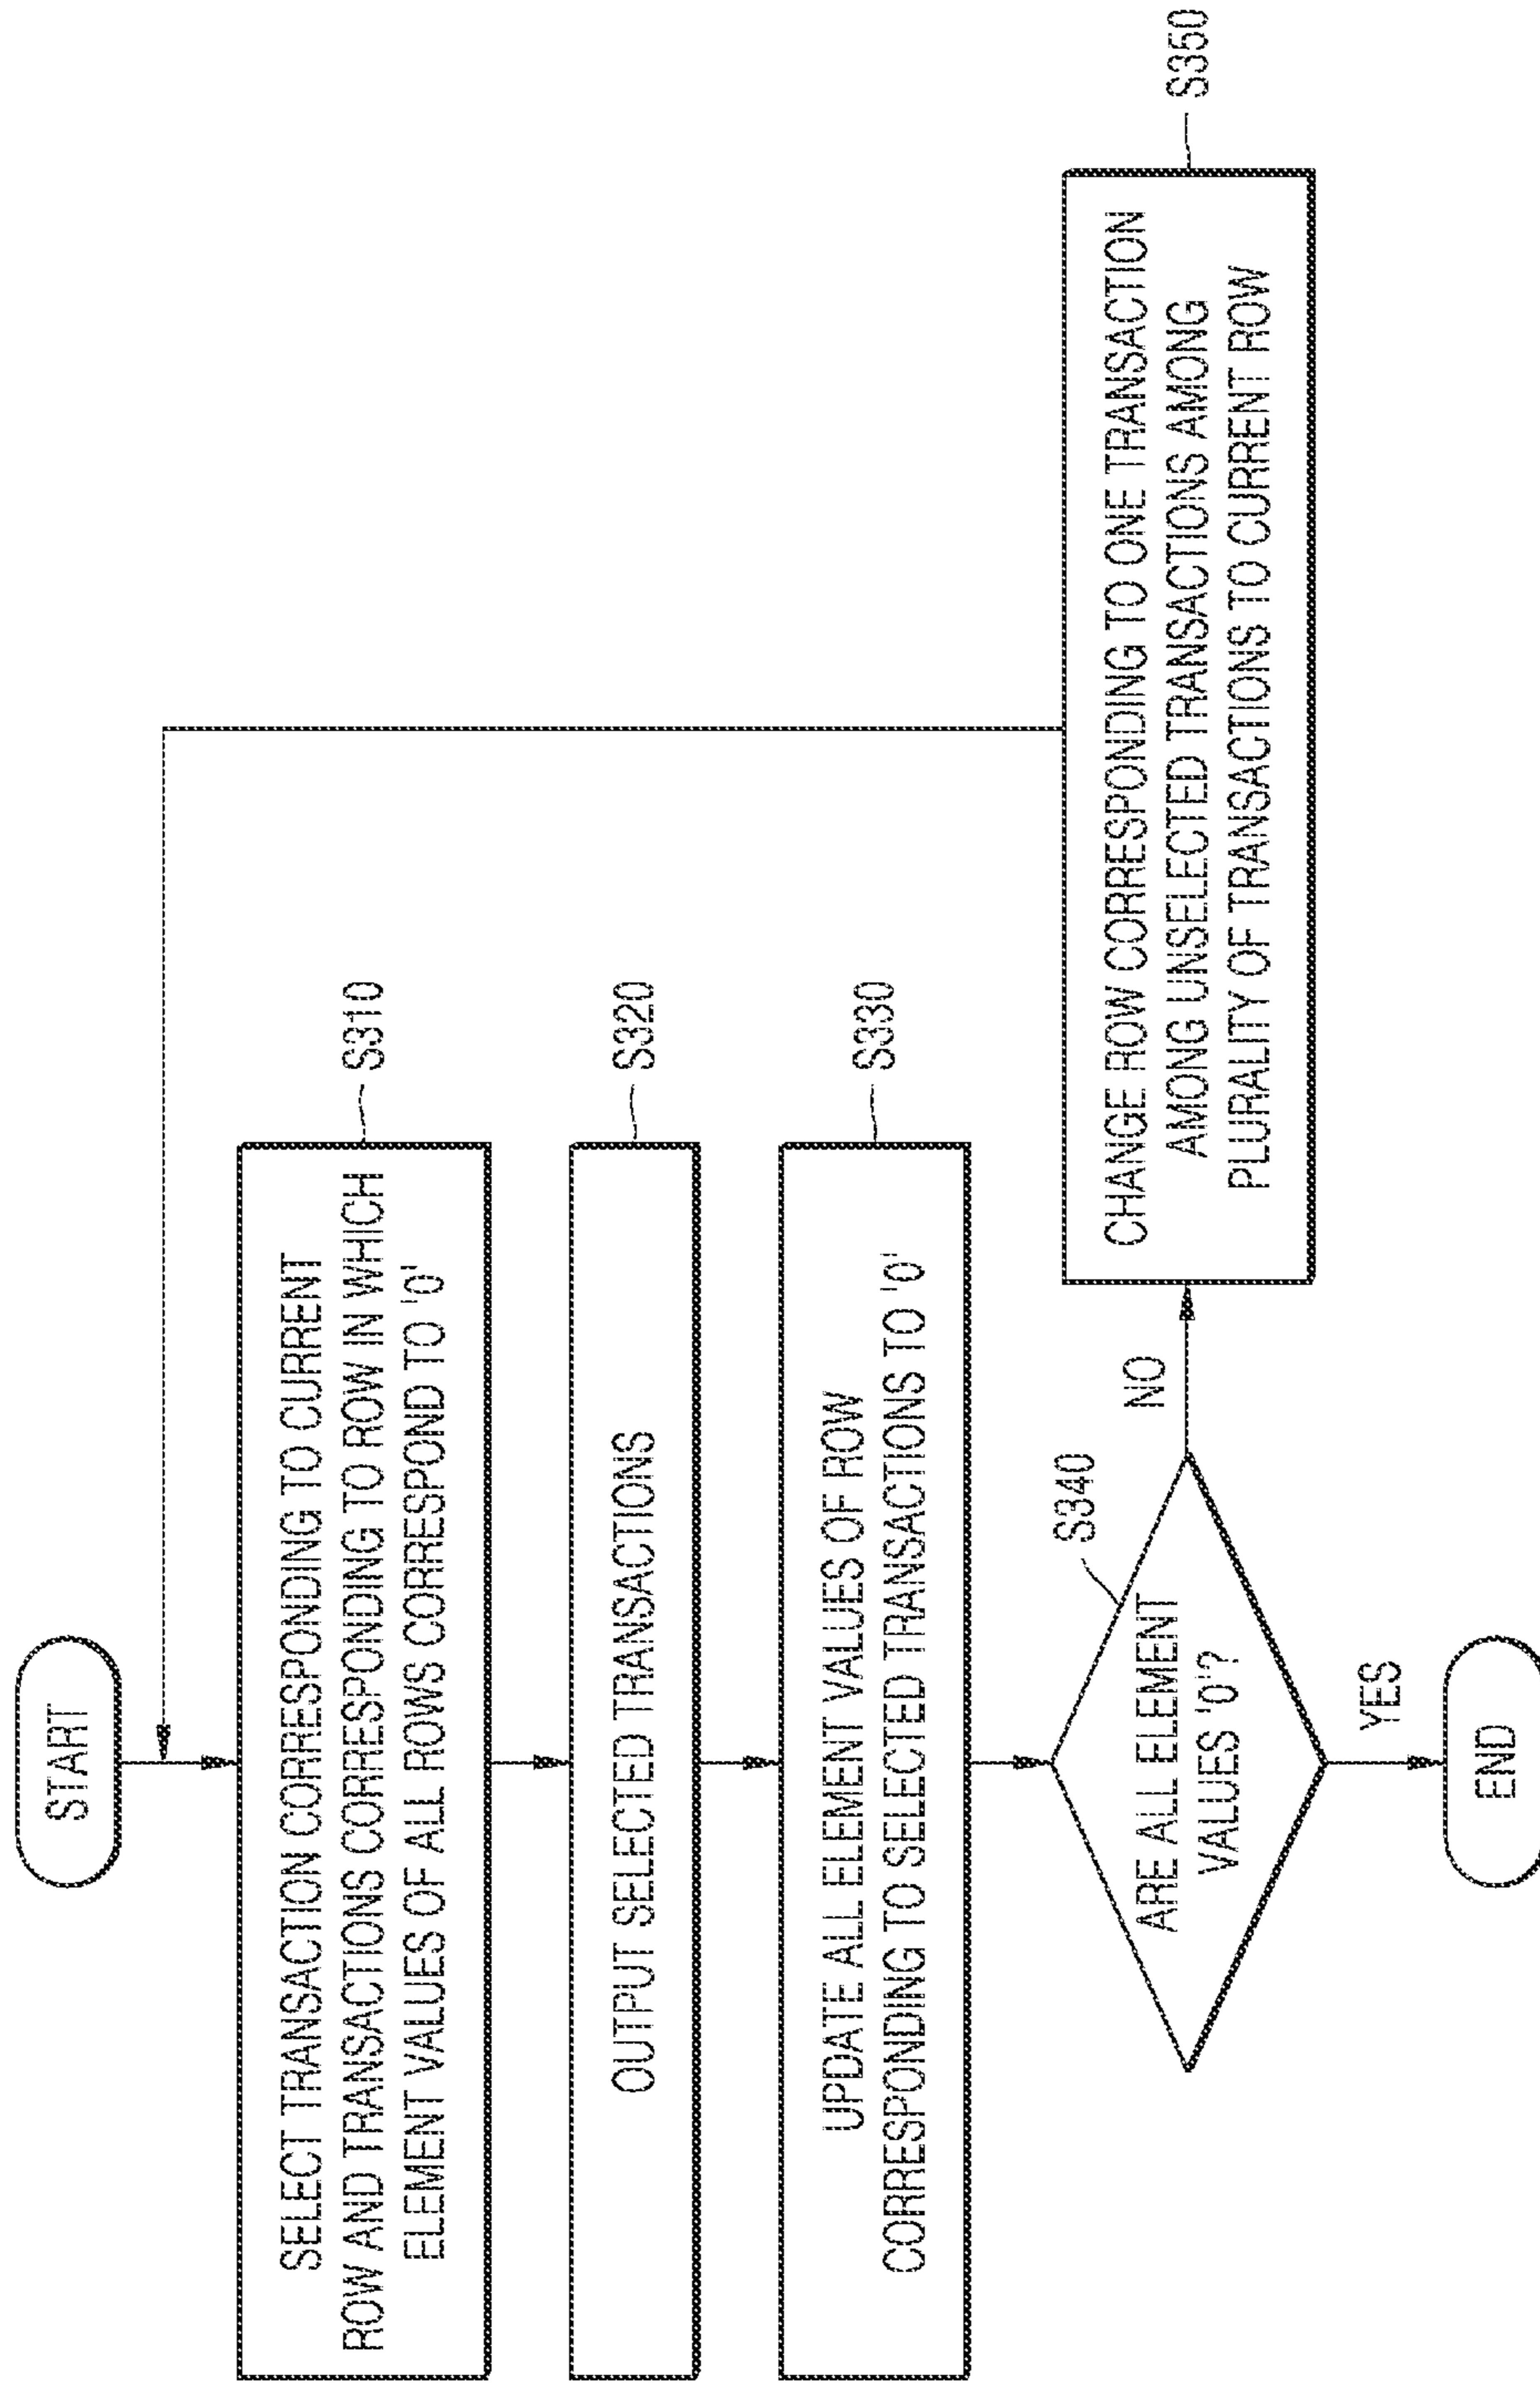 START
SELECT TRANSACTION CORRESPONDING TO CURRENT
ROW AND TRANSACTIONS CORRESPONDING TO ROW IN WHICH
ELEMENT VALUES OF ALL ROWS CORRESPOND TO '0'
S310
OUTPUT SELECTED TRANSACTIONS
S320
UPDATE ALL ELEMENT VALUES OF ROW
CORRESPONDING TO SELECTED TRANSACTIONS TO '0'
S330
ARE ALL ELEMENT
VALUES '0'?
S340
NO
CHANGE ROW CORRESPONDING TO ONE TRANSACTION
AMONG UNSELECTED TRANSACTIONS AMONG
PLURALITY OF TRANSACTIONS TO CURRENT ROW
S350
YES
END